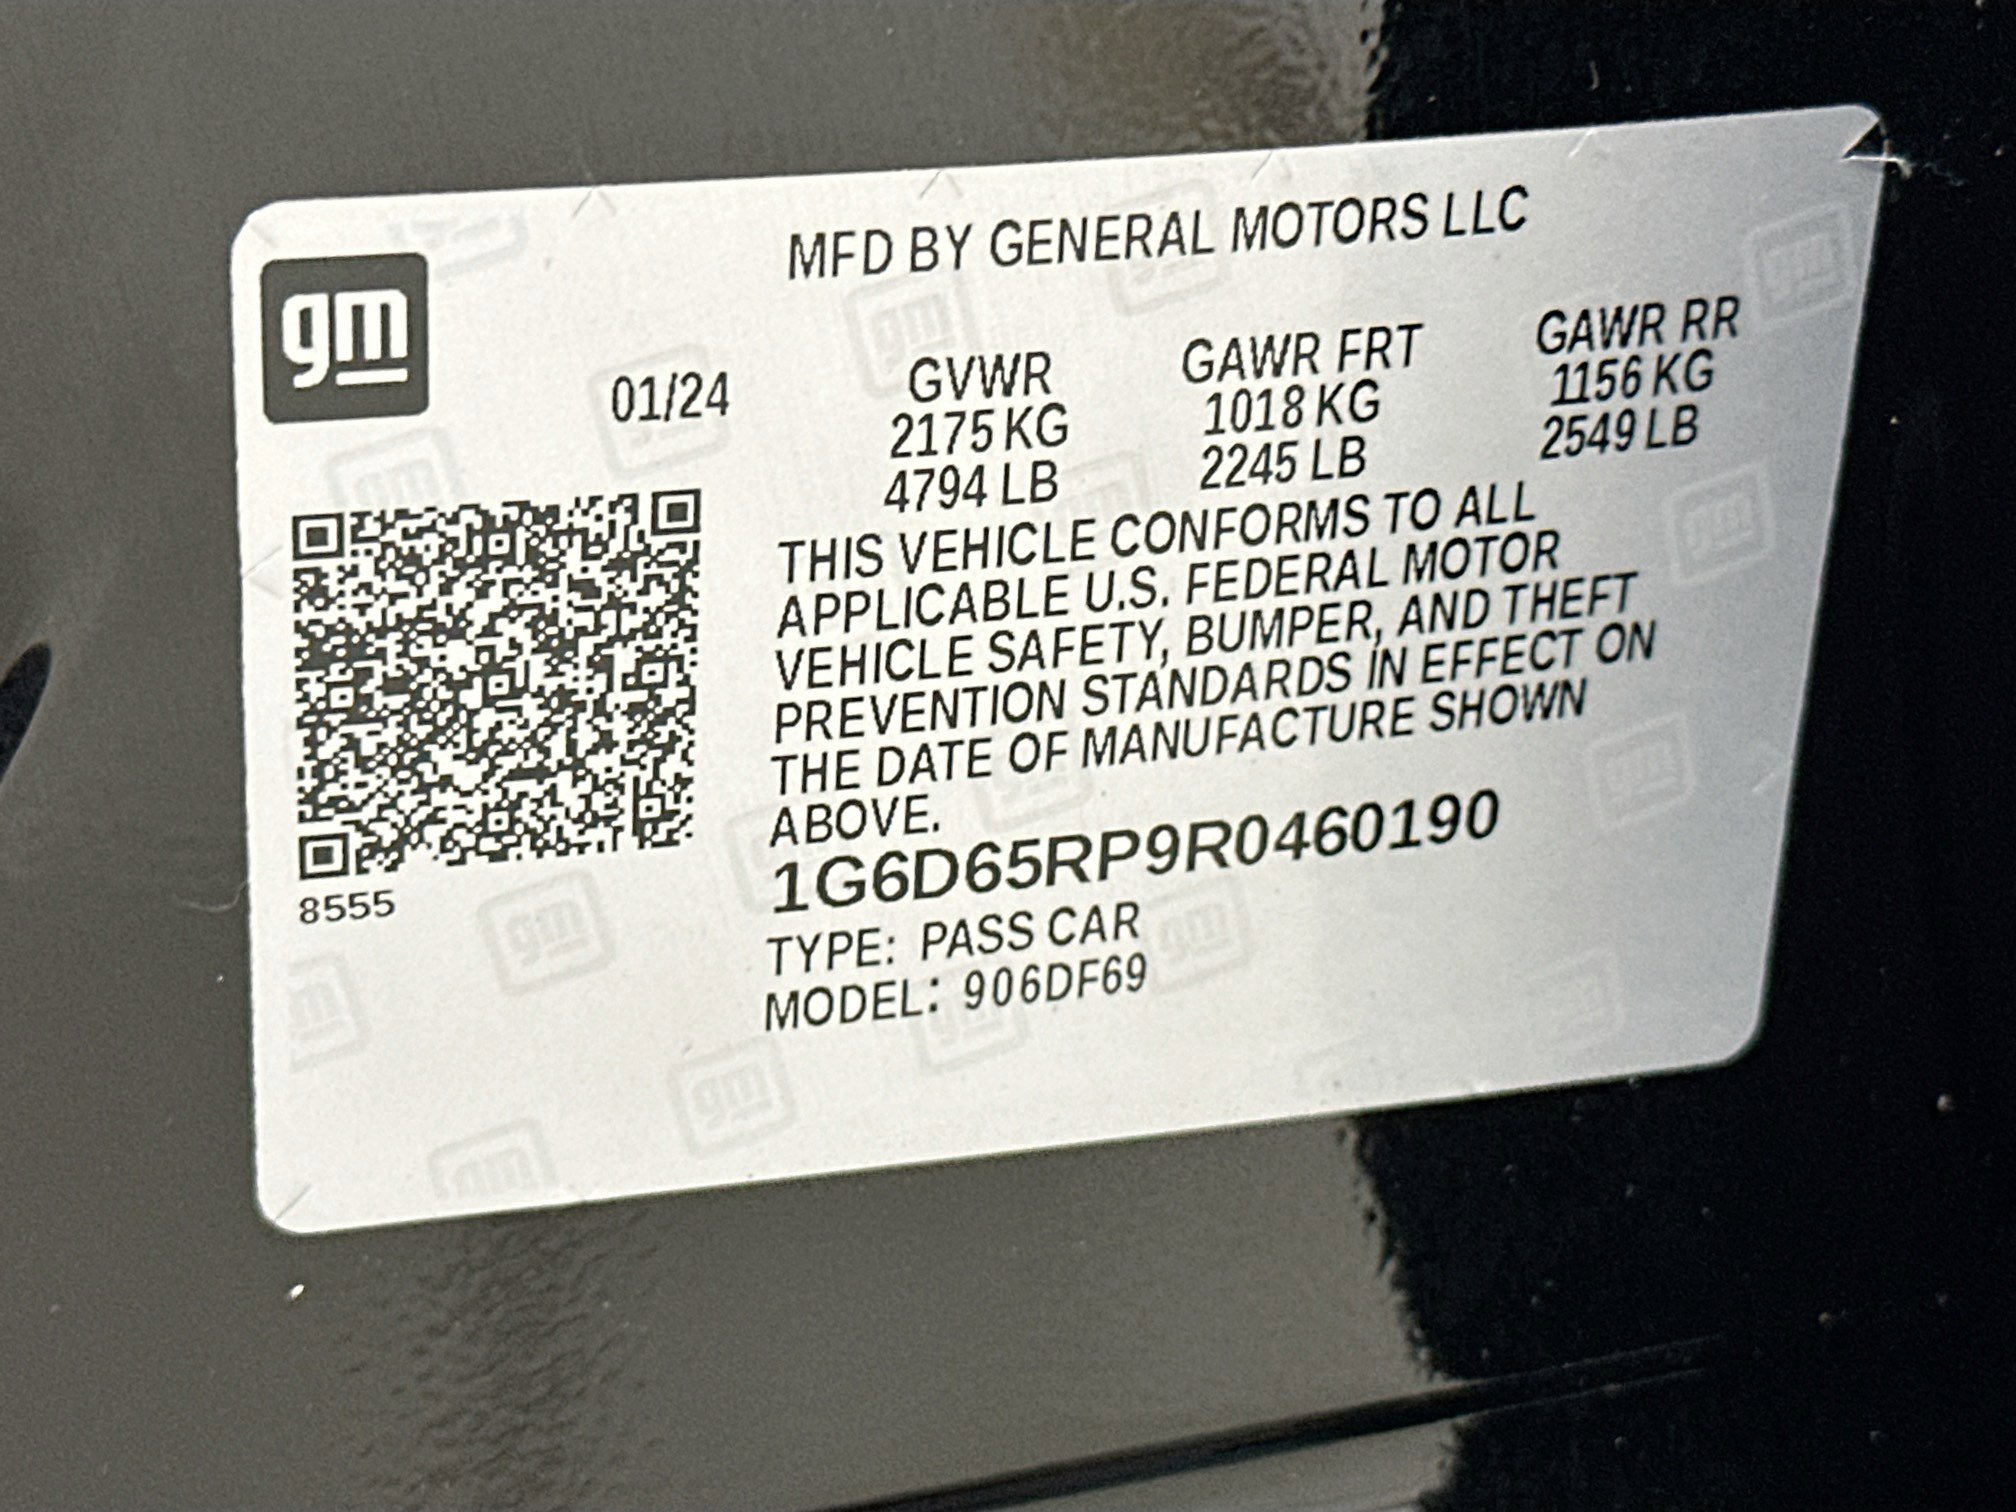 gm
MFD BY GENERAL MOTORS LLC
01/24
GVWR GAWR FRT GAWR RR
2175 KG 1018 KG 1156 KG
4794 LB 2245 LB 2549 LB
THIS VEHICLE CONFORMS TO ALL
APPLICABLE U.S. FEDERAL MOTOR
VEHICLE SAFETY, BUMPER, AND THEFT
PREVENTION STANDARDS IN EFFECT ON
THE DATE OF MANUFACTURE SHOWN
ABOVE.
1G6D65RP9R0460190
8555
TYPE: PASS CAR
MODEL: 906DF69